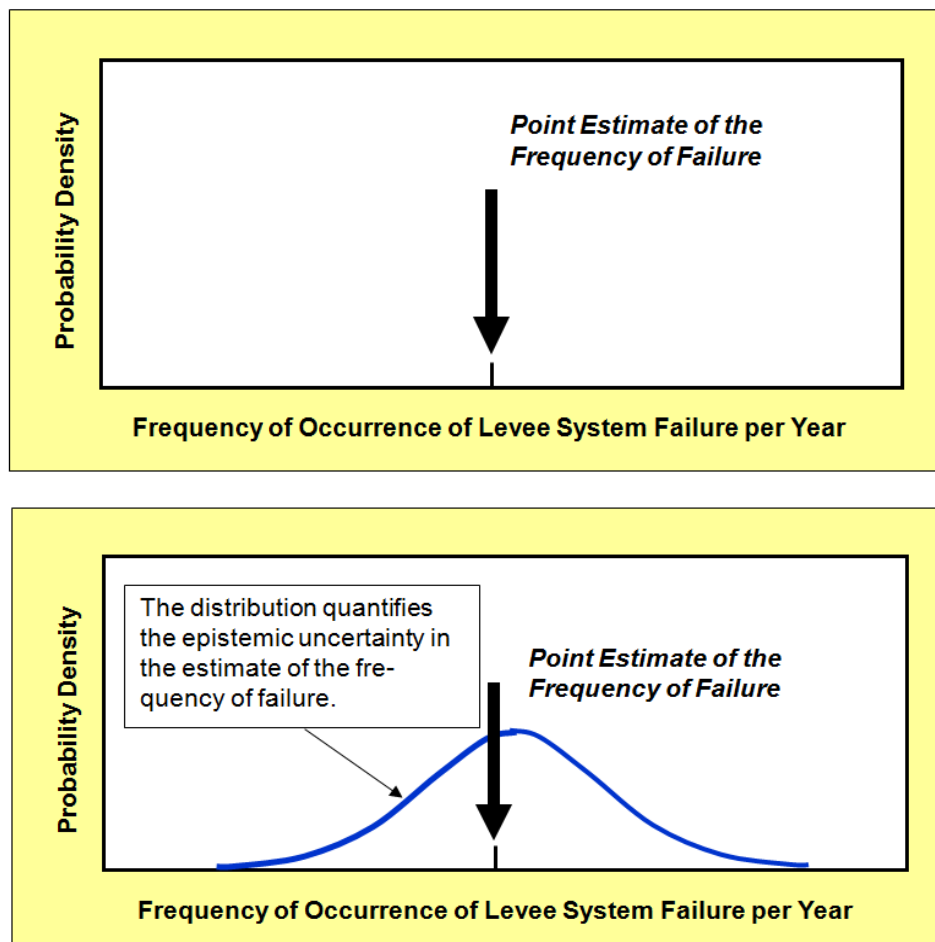 Probability Density
Point Estimate of the
Frequency of Failure
Frequency of Occurrence of Levee System Failure per Year
Probability Density
The distribution quantifies
the epistemic uncertainty in
the estimate of the fre-
quency of failure.
Point Estimate of the
Frequency of Failure
Frequency of Occurrence of Levee System Failure per Year